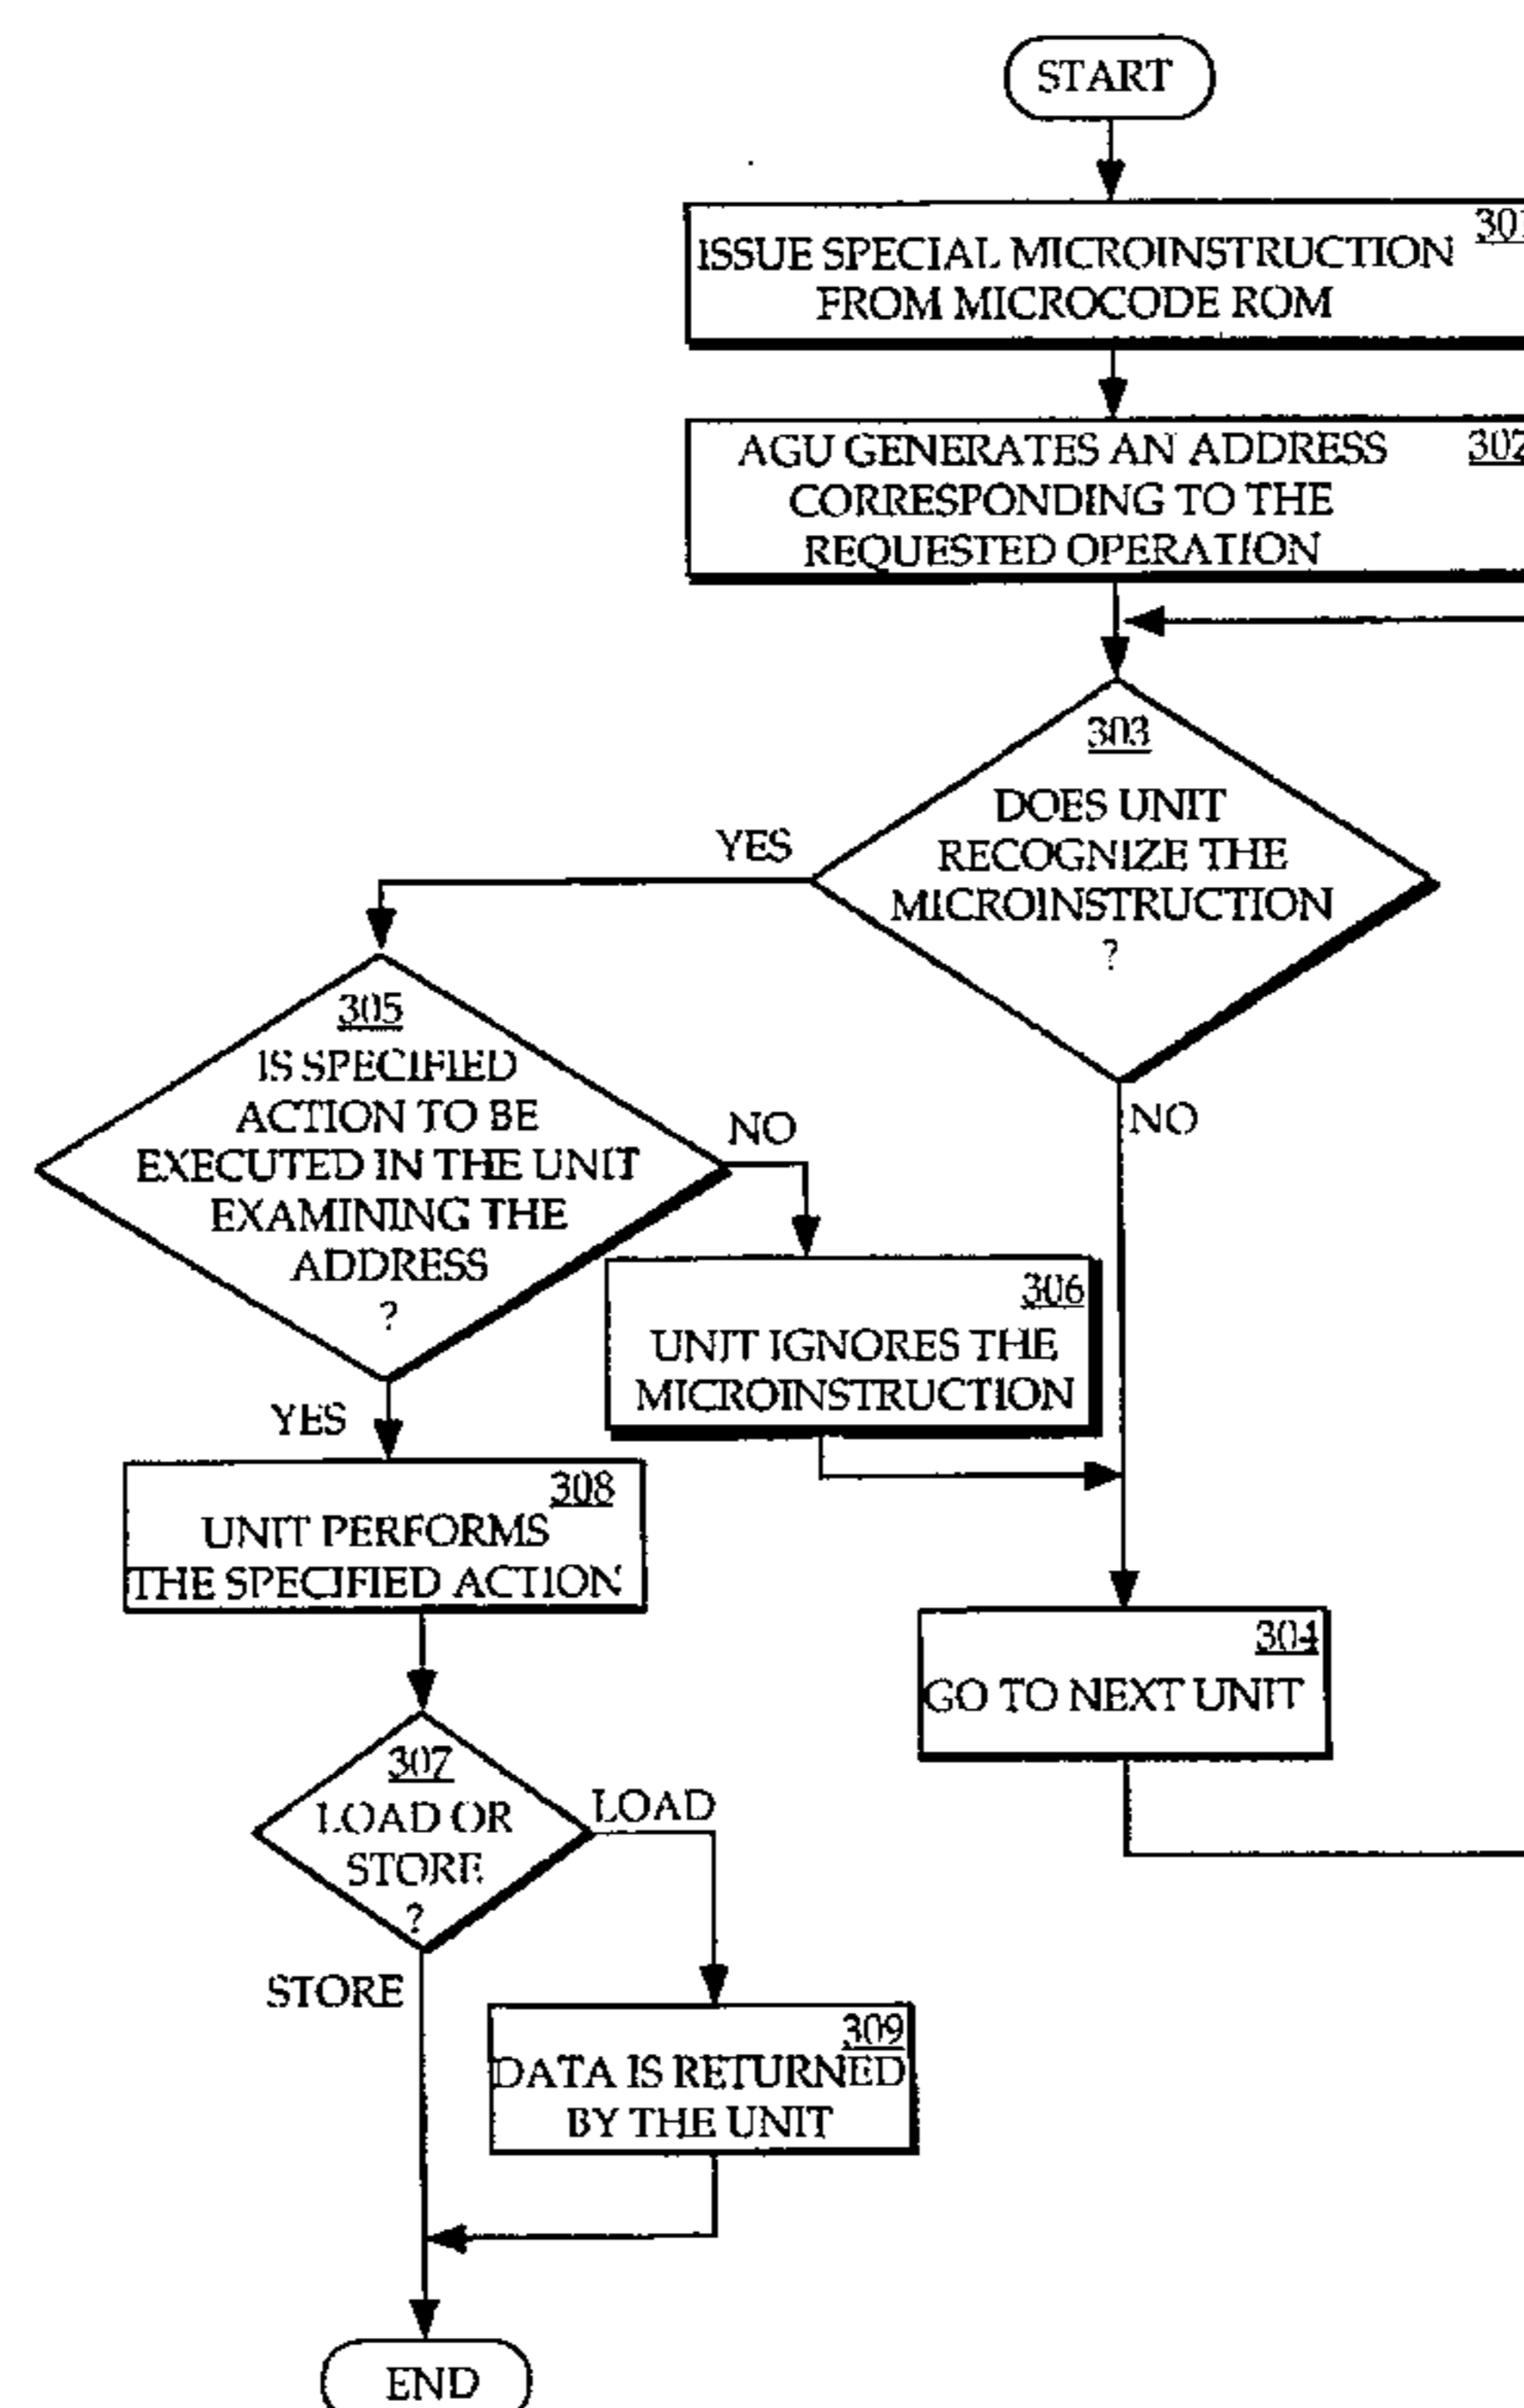 START
301
ISSUE SPECIAL MICROINSTRUCTION
FROM MICROCODE ROM
302
AGU GENERATES AN ADDRESS
CORRESPONDING TO THE
REQUESTED OPERATION
303
DOES UNIT
RECOGNIZE THE
MICROINSTRUCTION
?
YES
NO
305
IS SPECIFIED
ACTION TO BE
EXECUTED IN THE UNIT
EXAMINING THE
ADDRESS
?
NO
YES
306
UNIT IGNORES THE
MICROINSTRUCTION
308
UNIT PERFORMS
THE SPECIFIED ACTION
304
GO TO NEXT UNIT
307
LOAD OR
STORE
?
LOAD
STORE
309
DATA IS RETURNED
BY THE UNIT
END